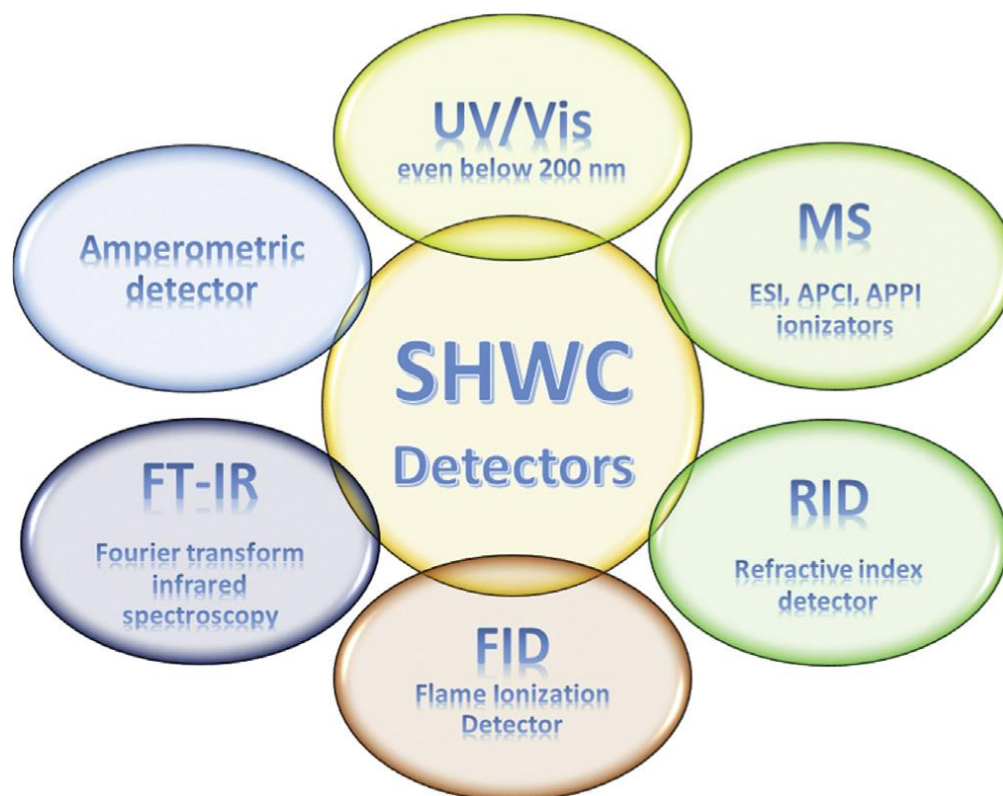 UV/Vis
even below 200 nm
Amperometric
detector
MS
ESI, APCI, APPI
ionizators
SHWC
Detectors
FT-IR
Fourier transform
infrared
spectroscopy
RID
Refractive index
detector
FID
Flame Ionization
Detector